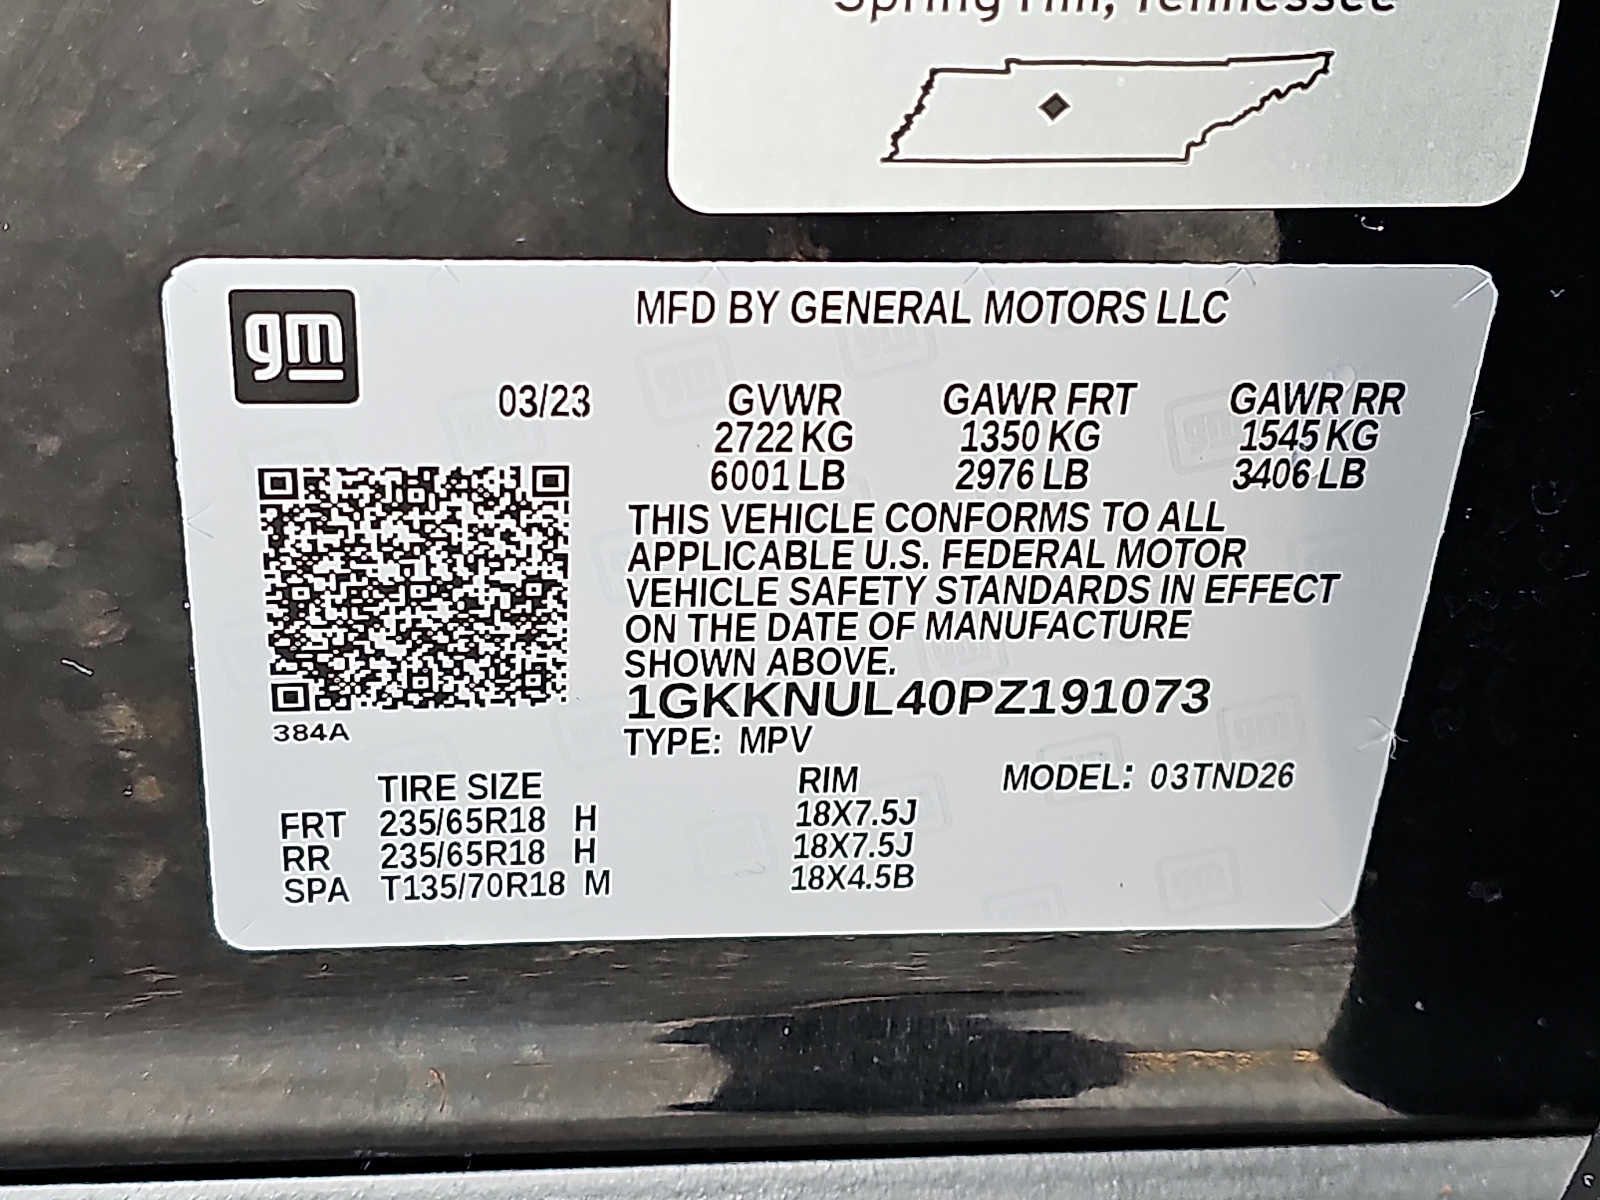 Spring Hill, Tennessee
gm
MFD BY GENERAL MOTORS LLC
03/23 GVWR GAWR FRT GAWR RR
2722 KG 1350 KG 1545 KG
6001 LB 2976 LB 3406 LB
THIS VEHICLE CONFORMS TO ALL
APPLICABLE U.S. FEDERAL MOTOR
VEHICLE SAFETY STANDARDS IN EFFECT
ON THE DATE OF MANUFACTURE
SHOWN ABOVE.
1GKKNUL40PZ191073
384A
TYPE: MPV
TIRE SIZE RIM MODEL: 03TND26
FRT 235/65R18 H 18X7.5J
RR 235/65R18 H 18X7.5J
SPA T135/70R18 M 18X4.5B